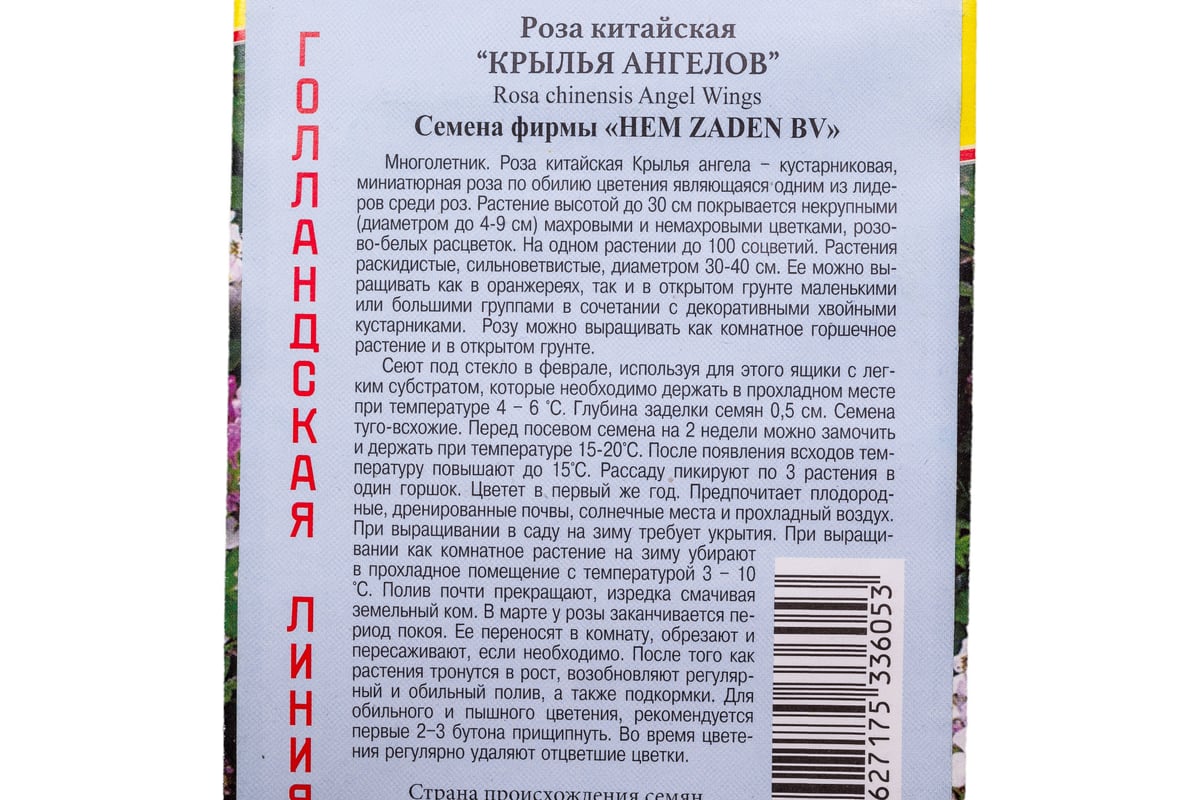 ГОЛЛАНДСКАЯ ЛИНИЯ
Роза китайская
“КРЫЛЬЯ АНГЕЛОВ”
Rosa chinensis Angel Wings
Семена фирмы «HEM ZADEN BV»
Многолетник. Роза китайская Крылья ангела – кустарниковая,
миниатюрная роза по обилию цветения являющаяся одним из лиде-
ров среди роз. Растение высотой до 30 см покрывается некрупными
(диаметром до 4-9 см) махровыми и немахровыми цветками, розо-
во-белых расцветок. На одном растении до 100 соцветий. Растения
раскидистые, сильноветвистые, диаметром 30-40 см. Ее можно вы-
ращивать как в оранжереях, так и в открытом грунте маленькими
или большими группами в сочетании с декоративными хвойными
кустарниками. Розу можно выращивать как комнатное горшечное
растение и в открытом грунте.
Сеют под стекло в феврале, используя для этого ящики с лег-
ким субстратом, которые необходимо держать в прохладном месте
при температуре 4 – 6 °С. Глубина заделки семян 0,5 см. Семена
туго-всхожие. Перед посевом семена на 2 недели можно замочить
и держать при температуре 15-20°С. После появления всходов тем-
пературу повышают до 15°С. Рассаду пикируют по 3 растения в
один горшок. Цветет в первый же год. Предпочитает плодород-
ные, дренированные почвы, солнечные места и прохладный воздух.
При выращивании в саду на зиму требует укрытия. При выращи-
вании как комнатное растение на зиму убирают
в прохладное помещение с температурой 3 – 10
°С. Полив почти прекращают, изредка смачивая
земельный ком. В марте у розы заканчивается пе-
риод покоя. Ее переносят в комнату, обрезают и
пересаживают, если необходимо. После того как
растения тронутся в рост, возобновляют регуляр-
ный и обильный полив, а также подкормки. Для
обильного и пышного цветения, рекомендуется
первые 2–3 бутона прищипнуть. Во время цвете-
ния регулярно удаляют отцветшие цветки.
Страна происхождения семян
627175 336053